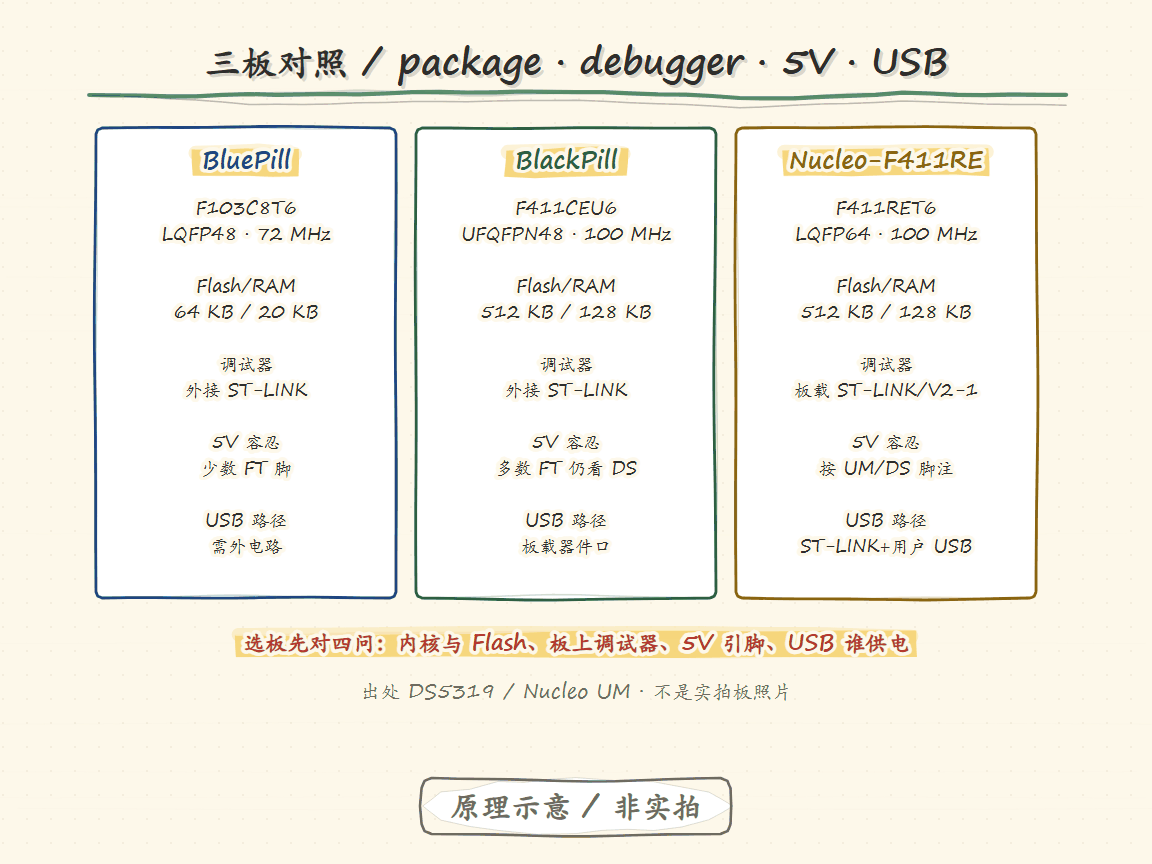 三板对照 / package · debugger · 5V · USB
BluePill
F103C8T6
LQFP48 · 72 MHz
Flash/RAM
64 KB / 20 KB
调试器
外接 ST-LINK
5V 容忍
少数 FT 脚
USB 路径
需外电路
BlackPill
F411CEU6
UFQFPN48 · 100 MHz
Flash/RAM
512 KB / 128 KB
调试器
外接 ST-LINK
5V 容忍
多数 FT 仍看 DS
USB 路径
板载器件口
Nucleo-F411RE
F411RET6
LQFP64 · 100 MHz
Flash/RAM
512 KB / 128 KB
调试器
板载 ST-LINK/V2-1
5V 容忍
按 UM/DS 脚注
USB 路径
ST-LINK+用户 USB
选板先对四问：内核与 Flash、板上调试器、5V 引脚、USB 谁供电
出处 DS5319 / Nucleo UM · 不是实拍板照片
原理示意 / 非实拍